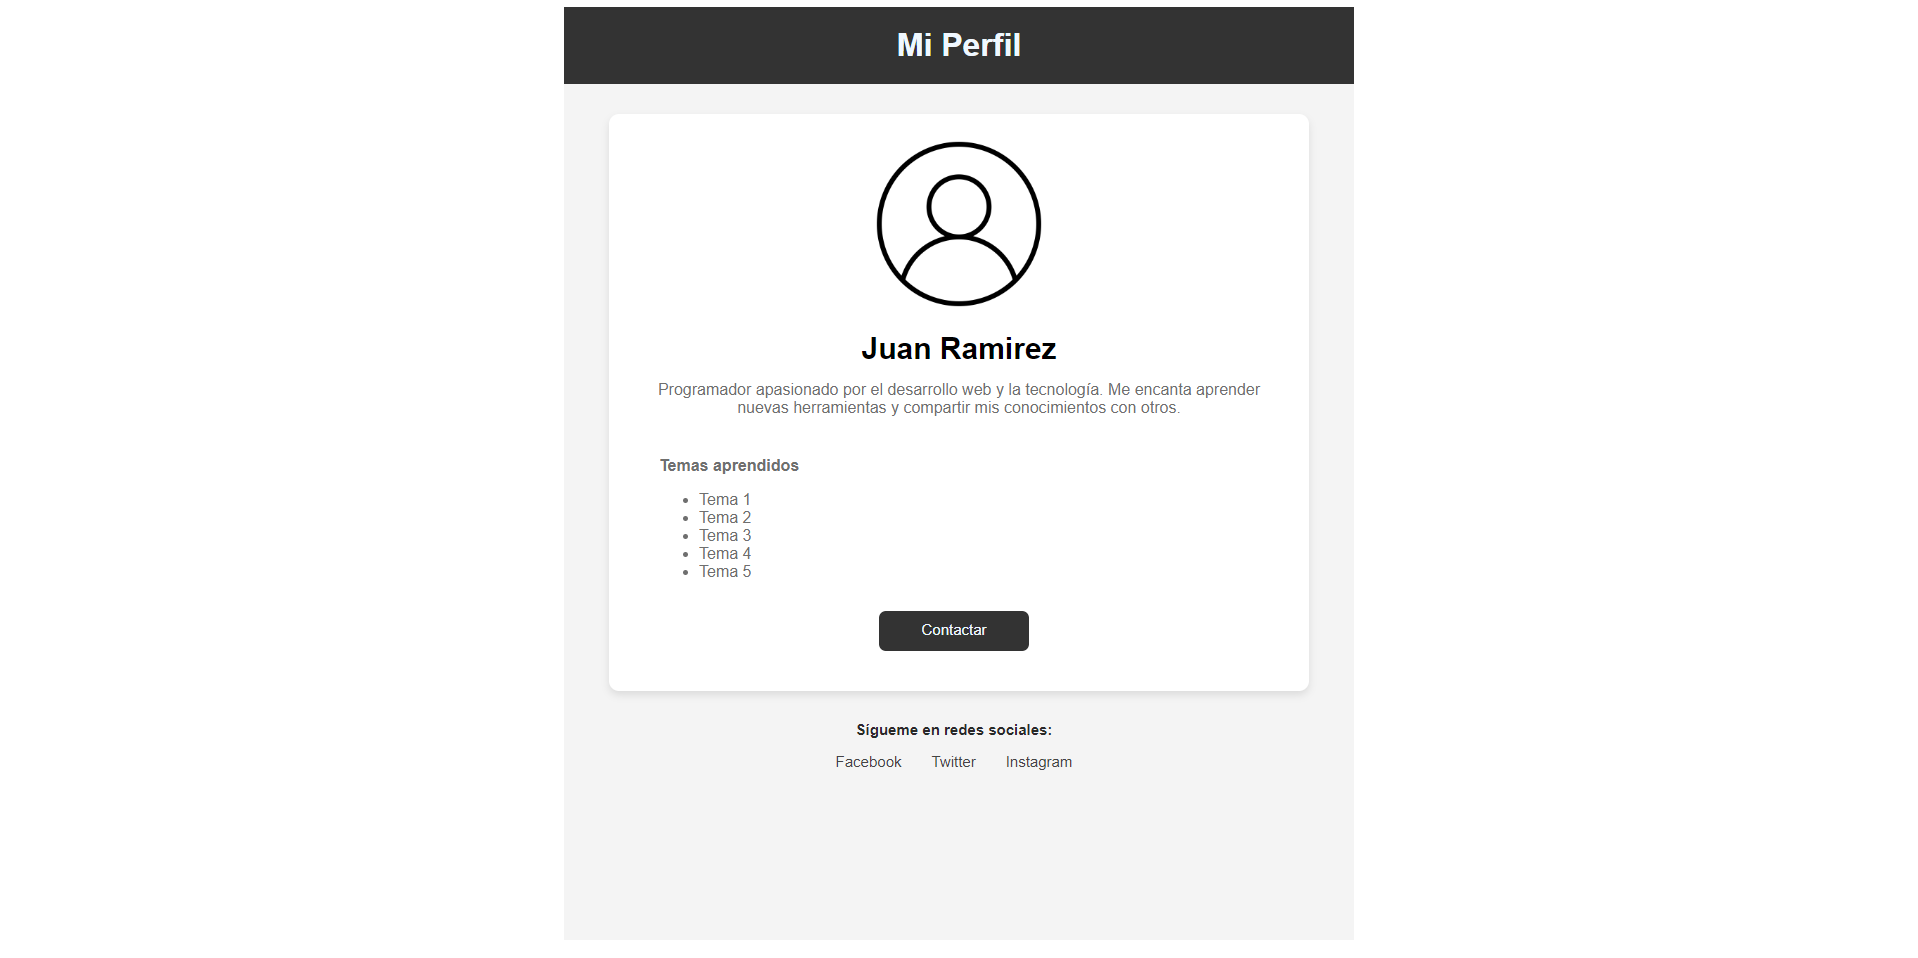 Mi Perfil
Juan Ramirez
Programador apasionado por el desarrollo web y la tecnología. Me encanta aprender
nuevas herramientas y compartir mis conocimientos con otros.
Temas aprendidos
Tema 1
Tema 2
Tema 3
Tema 4
Tema 5
Contactar
Sígueme en redes sociales:
Facebook Twitter Instagram